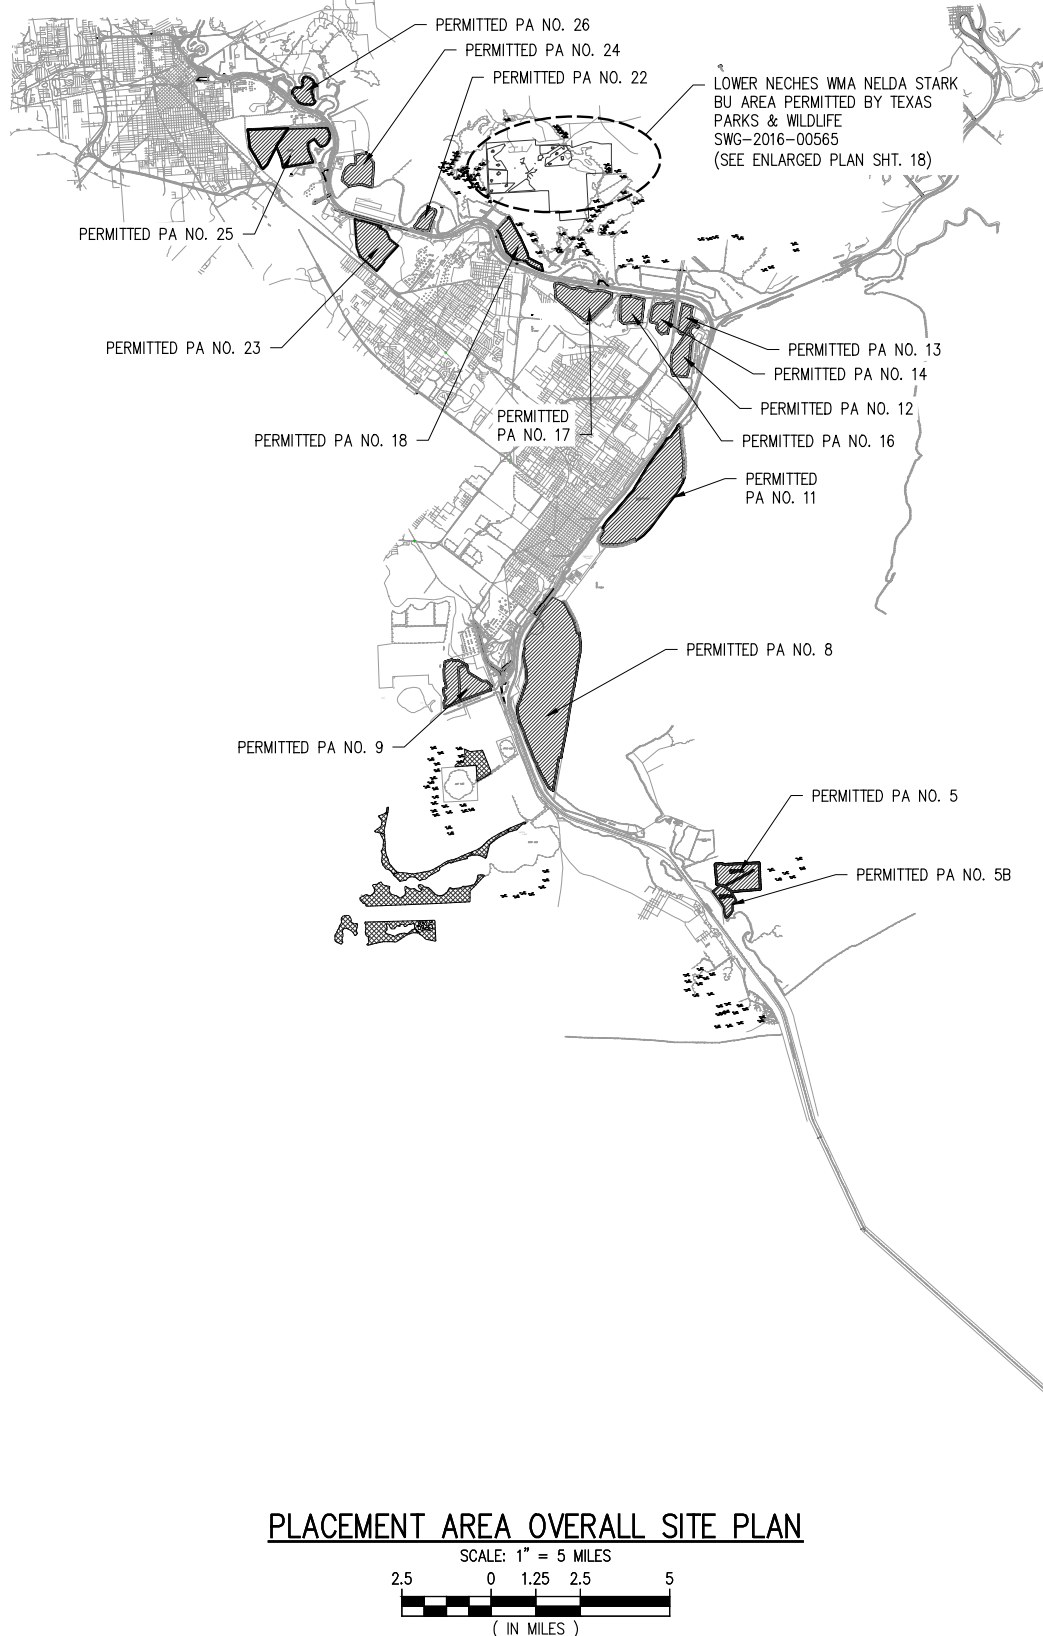 PERMITTED PA NO. 26
PERMITTED PA NO. 24
PERMITTED PA NO. 22
LOWER NECHES WMA NELDA STARK
BU AREA PERMITTED BY TEXAS
PARKS & WILDLIFE
SWG-2016-00565
(SEE ENLARGED PLAN SHT. 18)
PERMITTED PA NO. 25
PERMITTED PA NO. 23
PERMITTED PA NO. 13
PERMITTED PA NO. 14
PERMITTED PA NO. 12
PERMITTED PA NO. 18
PERMITTED
PA NO. 17
PERMITTED PA NO. 16
PERMITTED
PA NO. 11
PERMITTED PA NO. 8
PERMITTED PA NO. 9
PERMITTED PA NO. 5
PERMITTED PA NO. 5B
PLACEMENT AREA OVERALL SITE PLAN
SCALE: 1" = 5 MILES
2.5 0 1.25 2.5 5
( IN MILES )